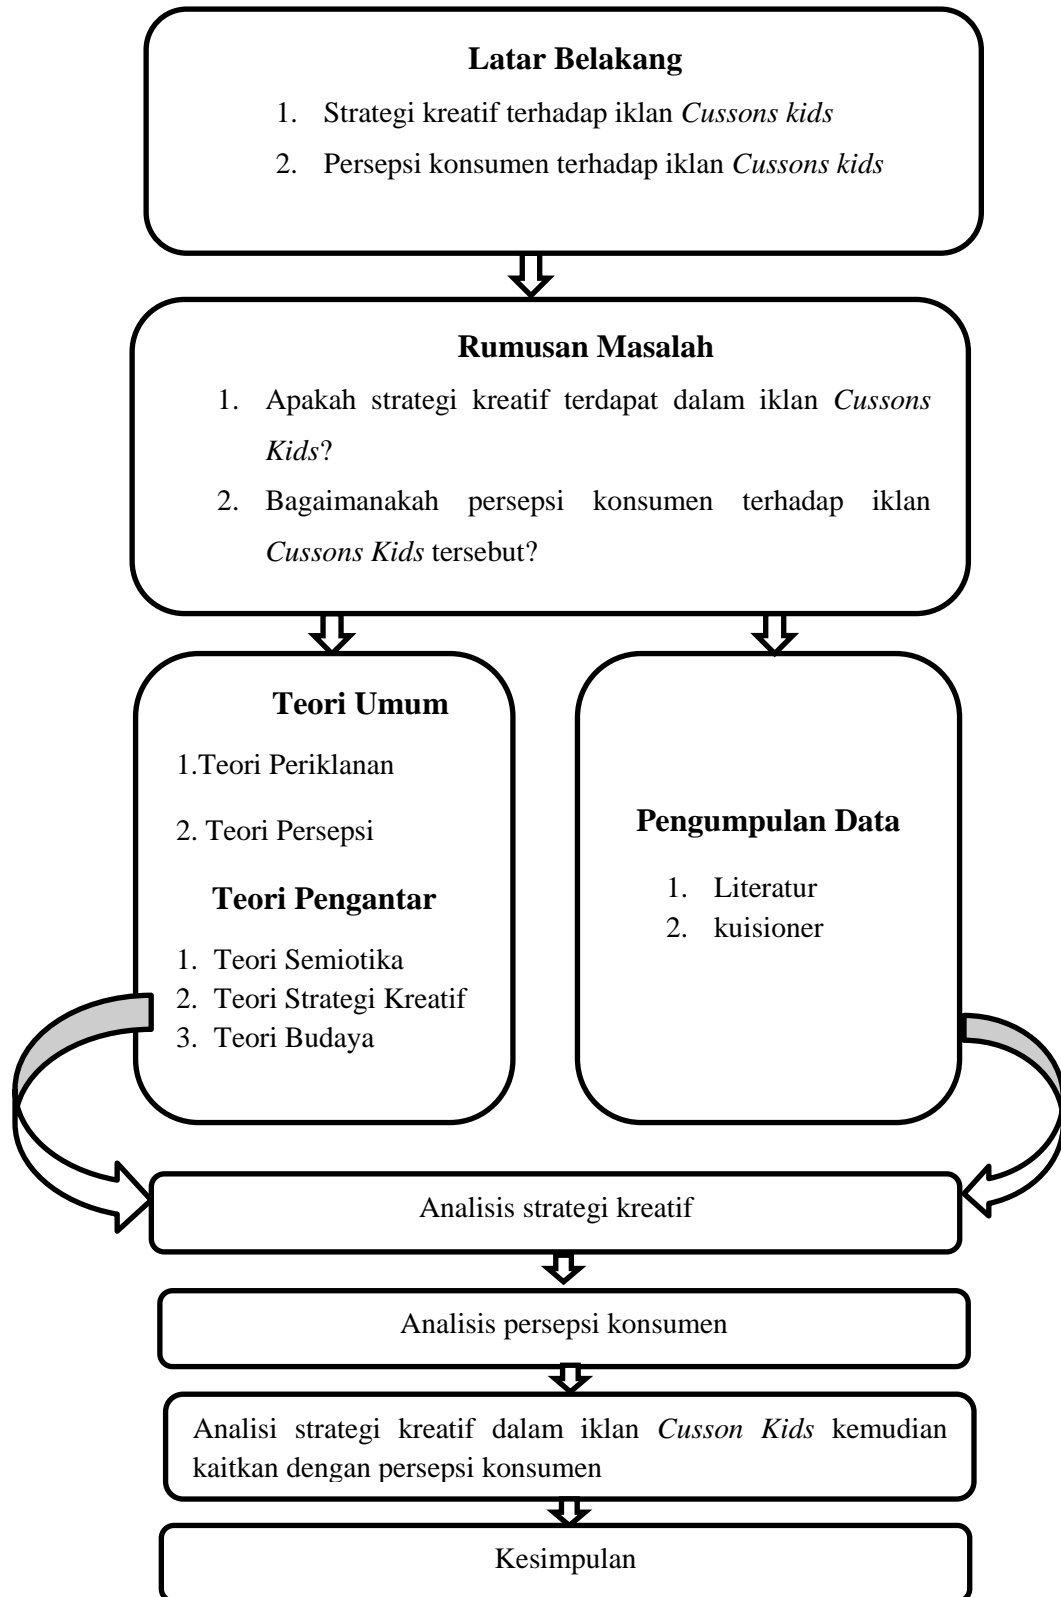 Latar Belakang
1. Strategi kreatif terhadap iklan Cussons kids
2. Persepsi konsumen terhadap iklan Cussons kids
Rumusan Masalah
1. Apakah strategi kreatif terdapat dalam iklan Cussons
Kids?
2. Bagaimanakah persepsi konsumen terhadap iklan
Cussons Kids tersebut?
Teori Umum
1.Teori Periklanan
2. Teori Persepsi
Teori Pengantar
1. Teori Semiotika
2. Teori Strategi Kreatif
3. Teori Budaya
Pengumpulan Data
1. Literatur
2. kuisioner
Analisis strategi kreatif
Analisis persepsi konsumen
Analisi strategi kreatif dalam iklan Cusson Kids kemudian
kaitkan dengan persepsi konsumen
Kesimpulan